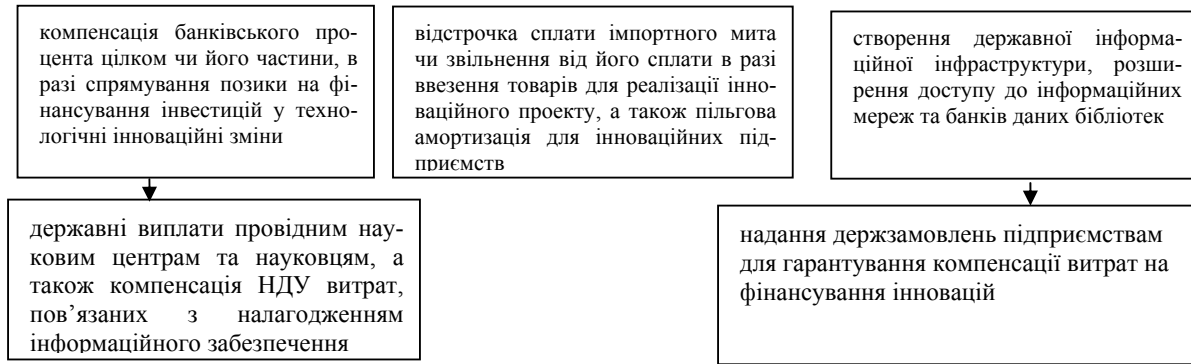 компенсація банківського про-
цента цілком чи його частини, в
разі спрямування позики на фі-
нансування інвестицій у техно-
логічні інноваційні зміни
відстрочка сплати імпортного мита
чи звільнення від його сплати в разі
ввезення товарів для реалізації інно-
ваційного проекту, а також пільгова
амортизація для інноваційних під-
приємств
створення державної інформа-
ційної інфраструктури, розши-
рення доступу до інформаційних
мереж та банків даних бібліотек
державні виплати провідним нау-
ковим центрам та науковцям, а
також компенсація НДУ витрат,
пов’язаних з налагодженням
інформаційного забезпечення
надання держзамовлень підприємствам
для гарантування компенсації витрат на
фінансування інновацій